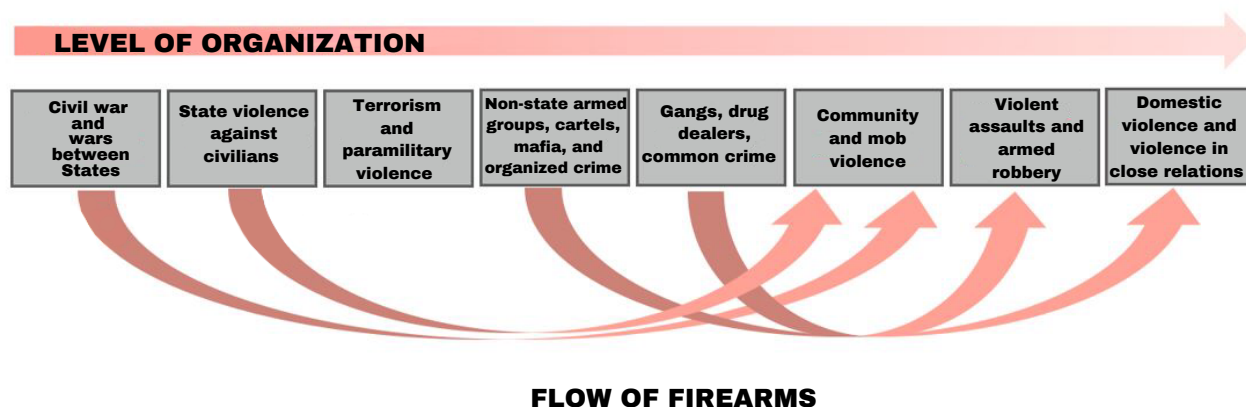 LEVEL OF ORGANIZATION
Civil war
and
wars
between
States
State violence
against
civilians
Terrorism
and
paramilitary
violence
Non-state armed
groups, cartels,
mafia, and
organized crime
Gangs, drug
dealers,
common crime
Community
and mob
violence
Violent
assaults and
armed
robbery
Domestic
violence and
violence in
close relations
FLOW OF FIREARMS